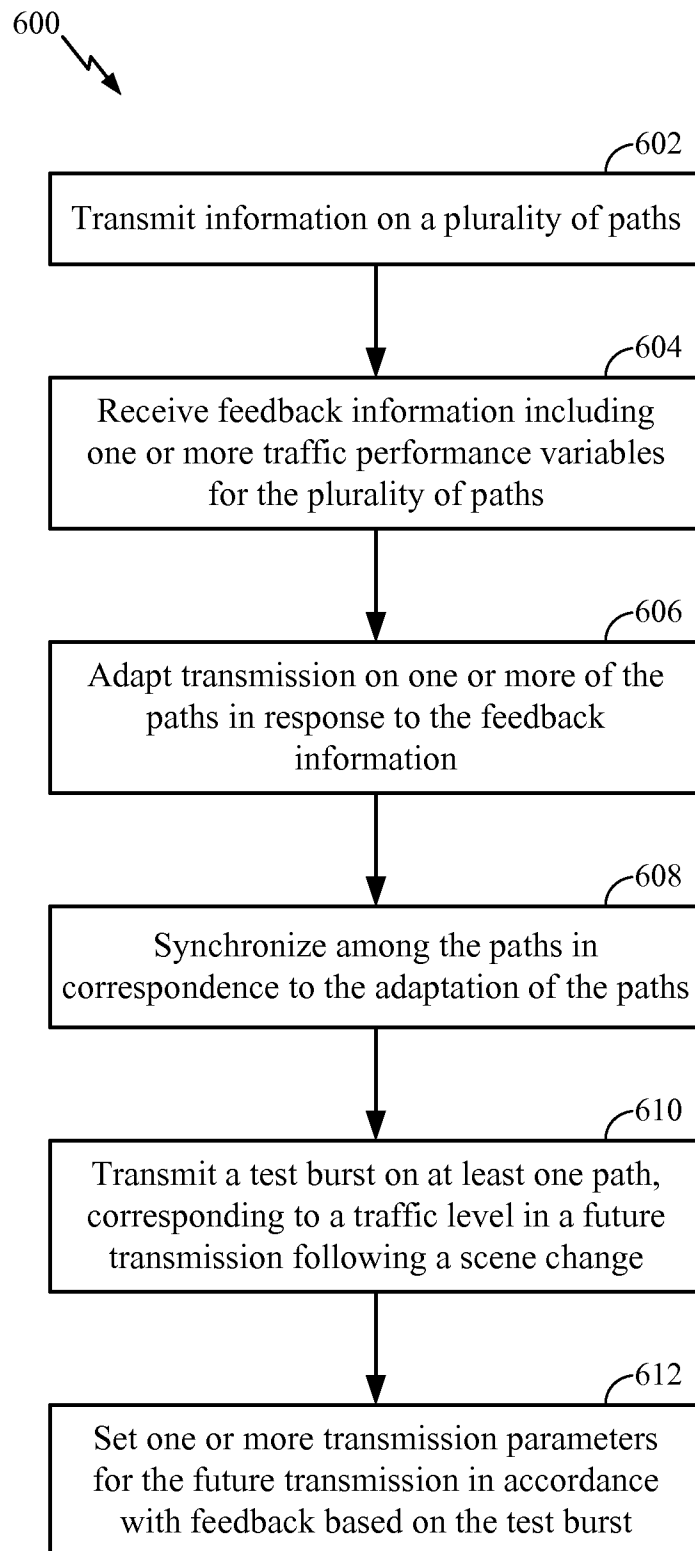 600
602
Transmit information on a plurality of paths
604
Receive feedback information including
one or more traffic performance variables
for the plurality of paths
606
Adapt transmission on one or more of the
paths in response to the feedback
information
608
Synchronize among the paths in
correspondence to the adaptation of the paths
610
Transmit a test burst on at least one path,
corresponding to a traffic level in a future
transmission following a scene change
612
Set one or more transmission parameters
for the future transmission in accordance
with feedback based on the test burst